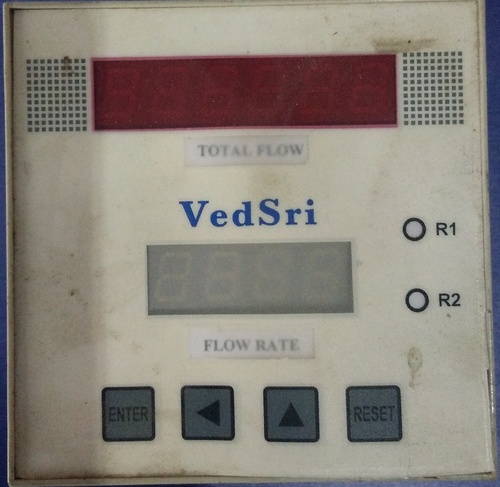 TOTAL FLOW
VedSri
R1
R2
FLOW RATE
ENTER
RESET